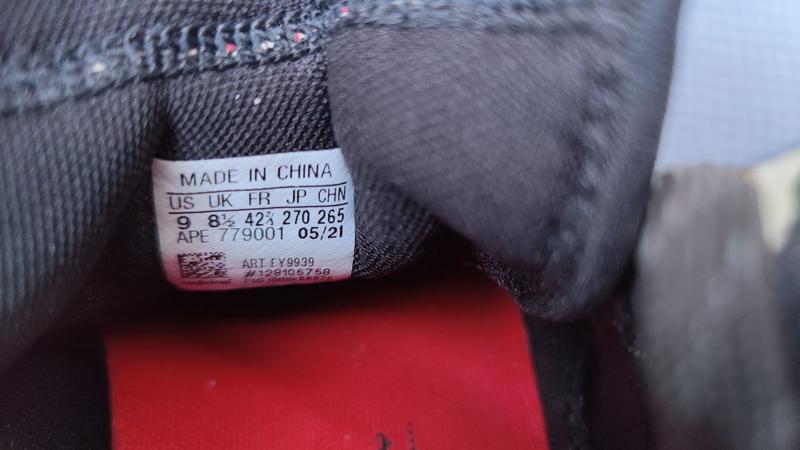 MADE IN CHINA
US UK FR JP CHN
9 8½ 42⅔ 270 265
APE 779001 05/21
ART FY9939
#128105758